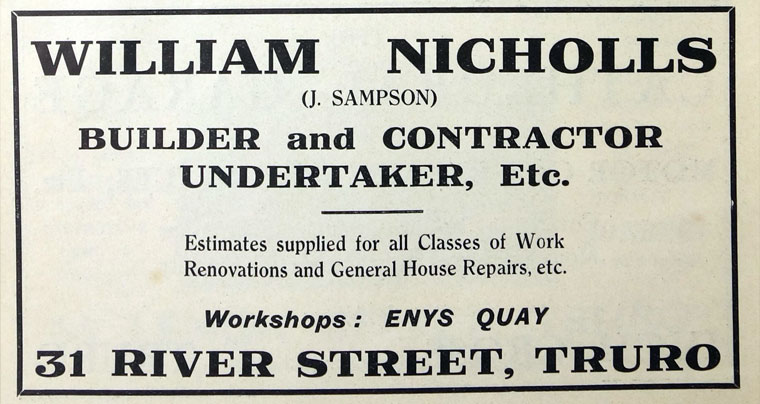 WILLIAM NICHOLLS
(J. SAMPSON)
BUILDER and CONTRACTOR
UNDERTAKER, Etc.
Estimates supplied for all Classes of Work
Renovations and General House Repairs, etc.
Workshops: ENYS QUAY
31 RIVER STREET, TRURO